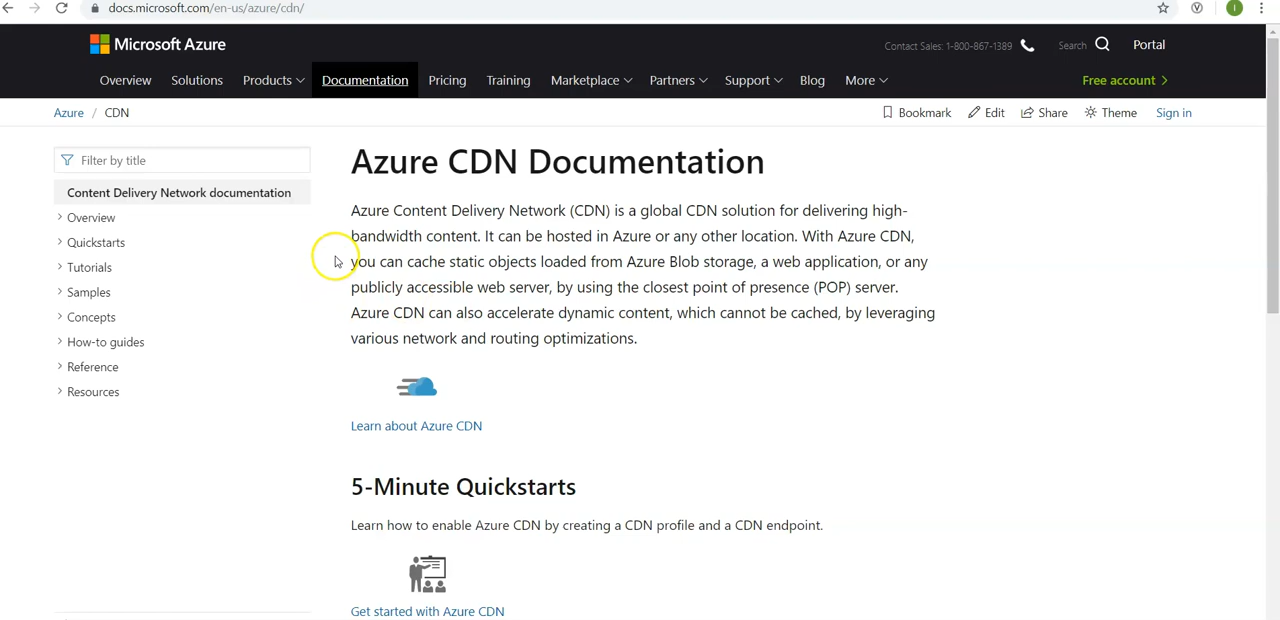 docs.microsoft.com/en-us/azure/cdn/
Microsoft Azure
Contact Sales: 1-800-867-1389
Search
Portal
Overview Solutions Products Documentation Pricing Training Marketplace Partners Support Blog More Free account
Azure / CDN
Bookmark Edit Share Theme Sign in
Filter by title
Content Delivery Network documentation
Overview
Quickstarts
Tutorials
Samples
Concepts
How-to guides
Reference
Resources
Azure CDN Documentation
Azure Content Delivery Network (CDN) is a global CDN solution for delivering high-
bandwidth content. It can be hosted in Azure or any other location. With Azure CDN,
you can cache static objects loaded from Azure Blob storage, a web application, or any
publicly accessible web server, by using the closest point of presence (POP) server.
Azure CDN can also accelerate dynamic content, which cannot be cached, by leveraging
various network and routing optimizations.
Learn about Azure CDN
5-Minute Quickstarts
Learn how to enable Azure CDN by creating a CDN profile and a CDN endpoint.
Get started with Azure CDN